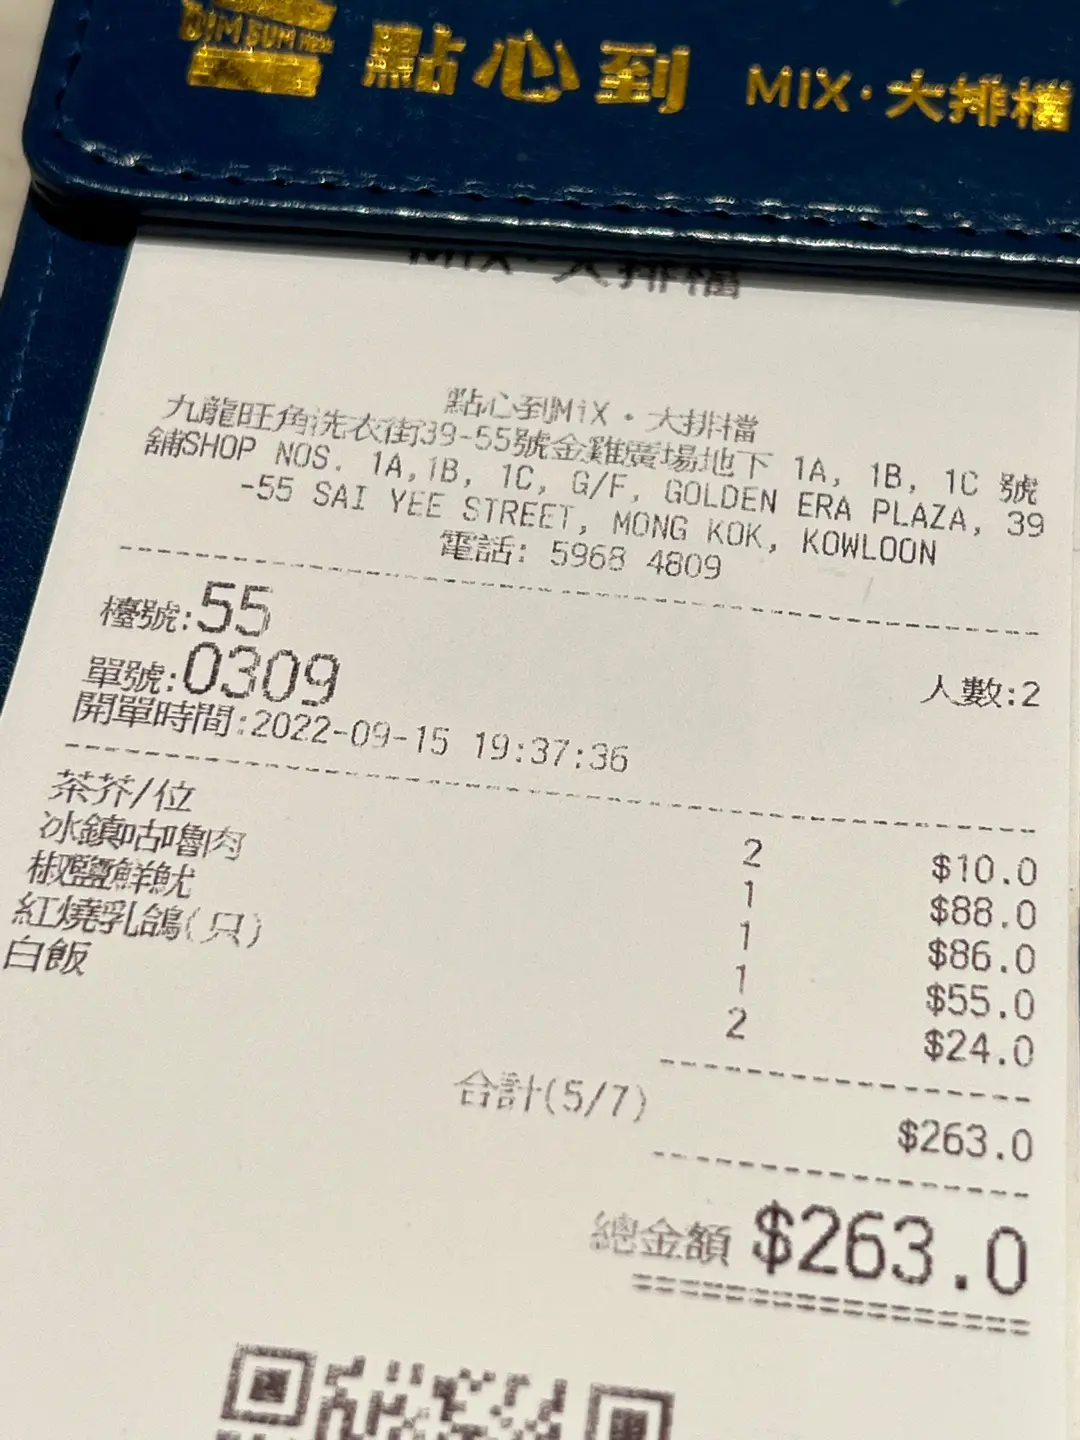 DIM SUM HERE
點心到 MIX·大排檔
MIX·大排檔
點心到MiX·大排檔
九龍旺角洗衣街39-55號金雞廣場地下 1A, 1B, 1C 號
舖SHOP NOS. 1A,1B, 1C, G/F, GOLDEN ERA PLAZA, 39
-55 SAI YEE STREET, MONG KOK, KOWLOON
電話: 5968 4809
檯號:55
單號:0309 人數:2
開單時間:2022-09-15 19:37:36
茶芥/位 2 $10.0
冰鎮咕嚕肉 1 $88.0
椒鹽鮮魷 1 $86.0
紅燒乳鴿(只) 1 $55.0
白飯 2 $24.0
合計(5/7) $263.0
總金額 $263.0